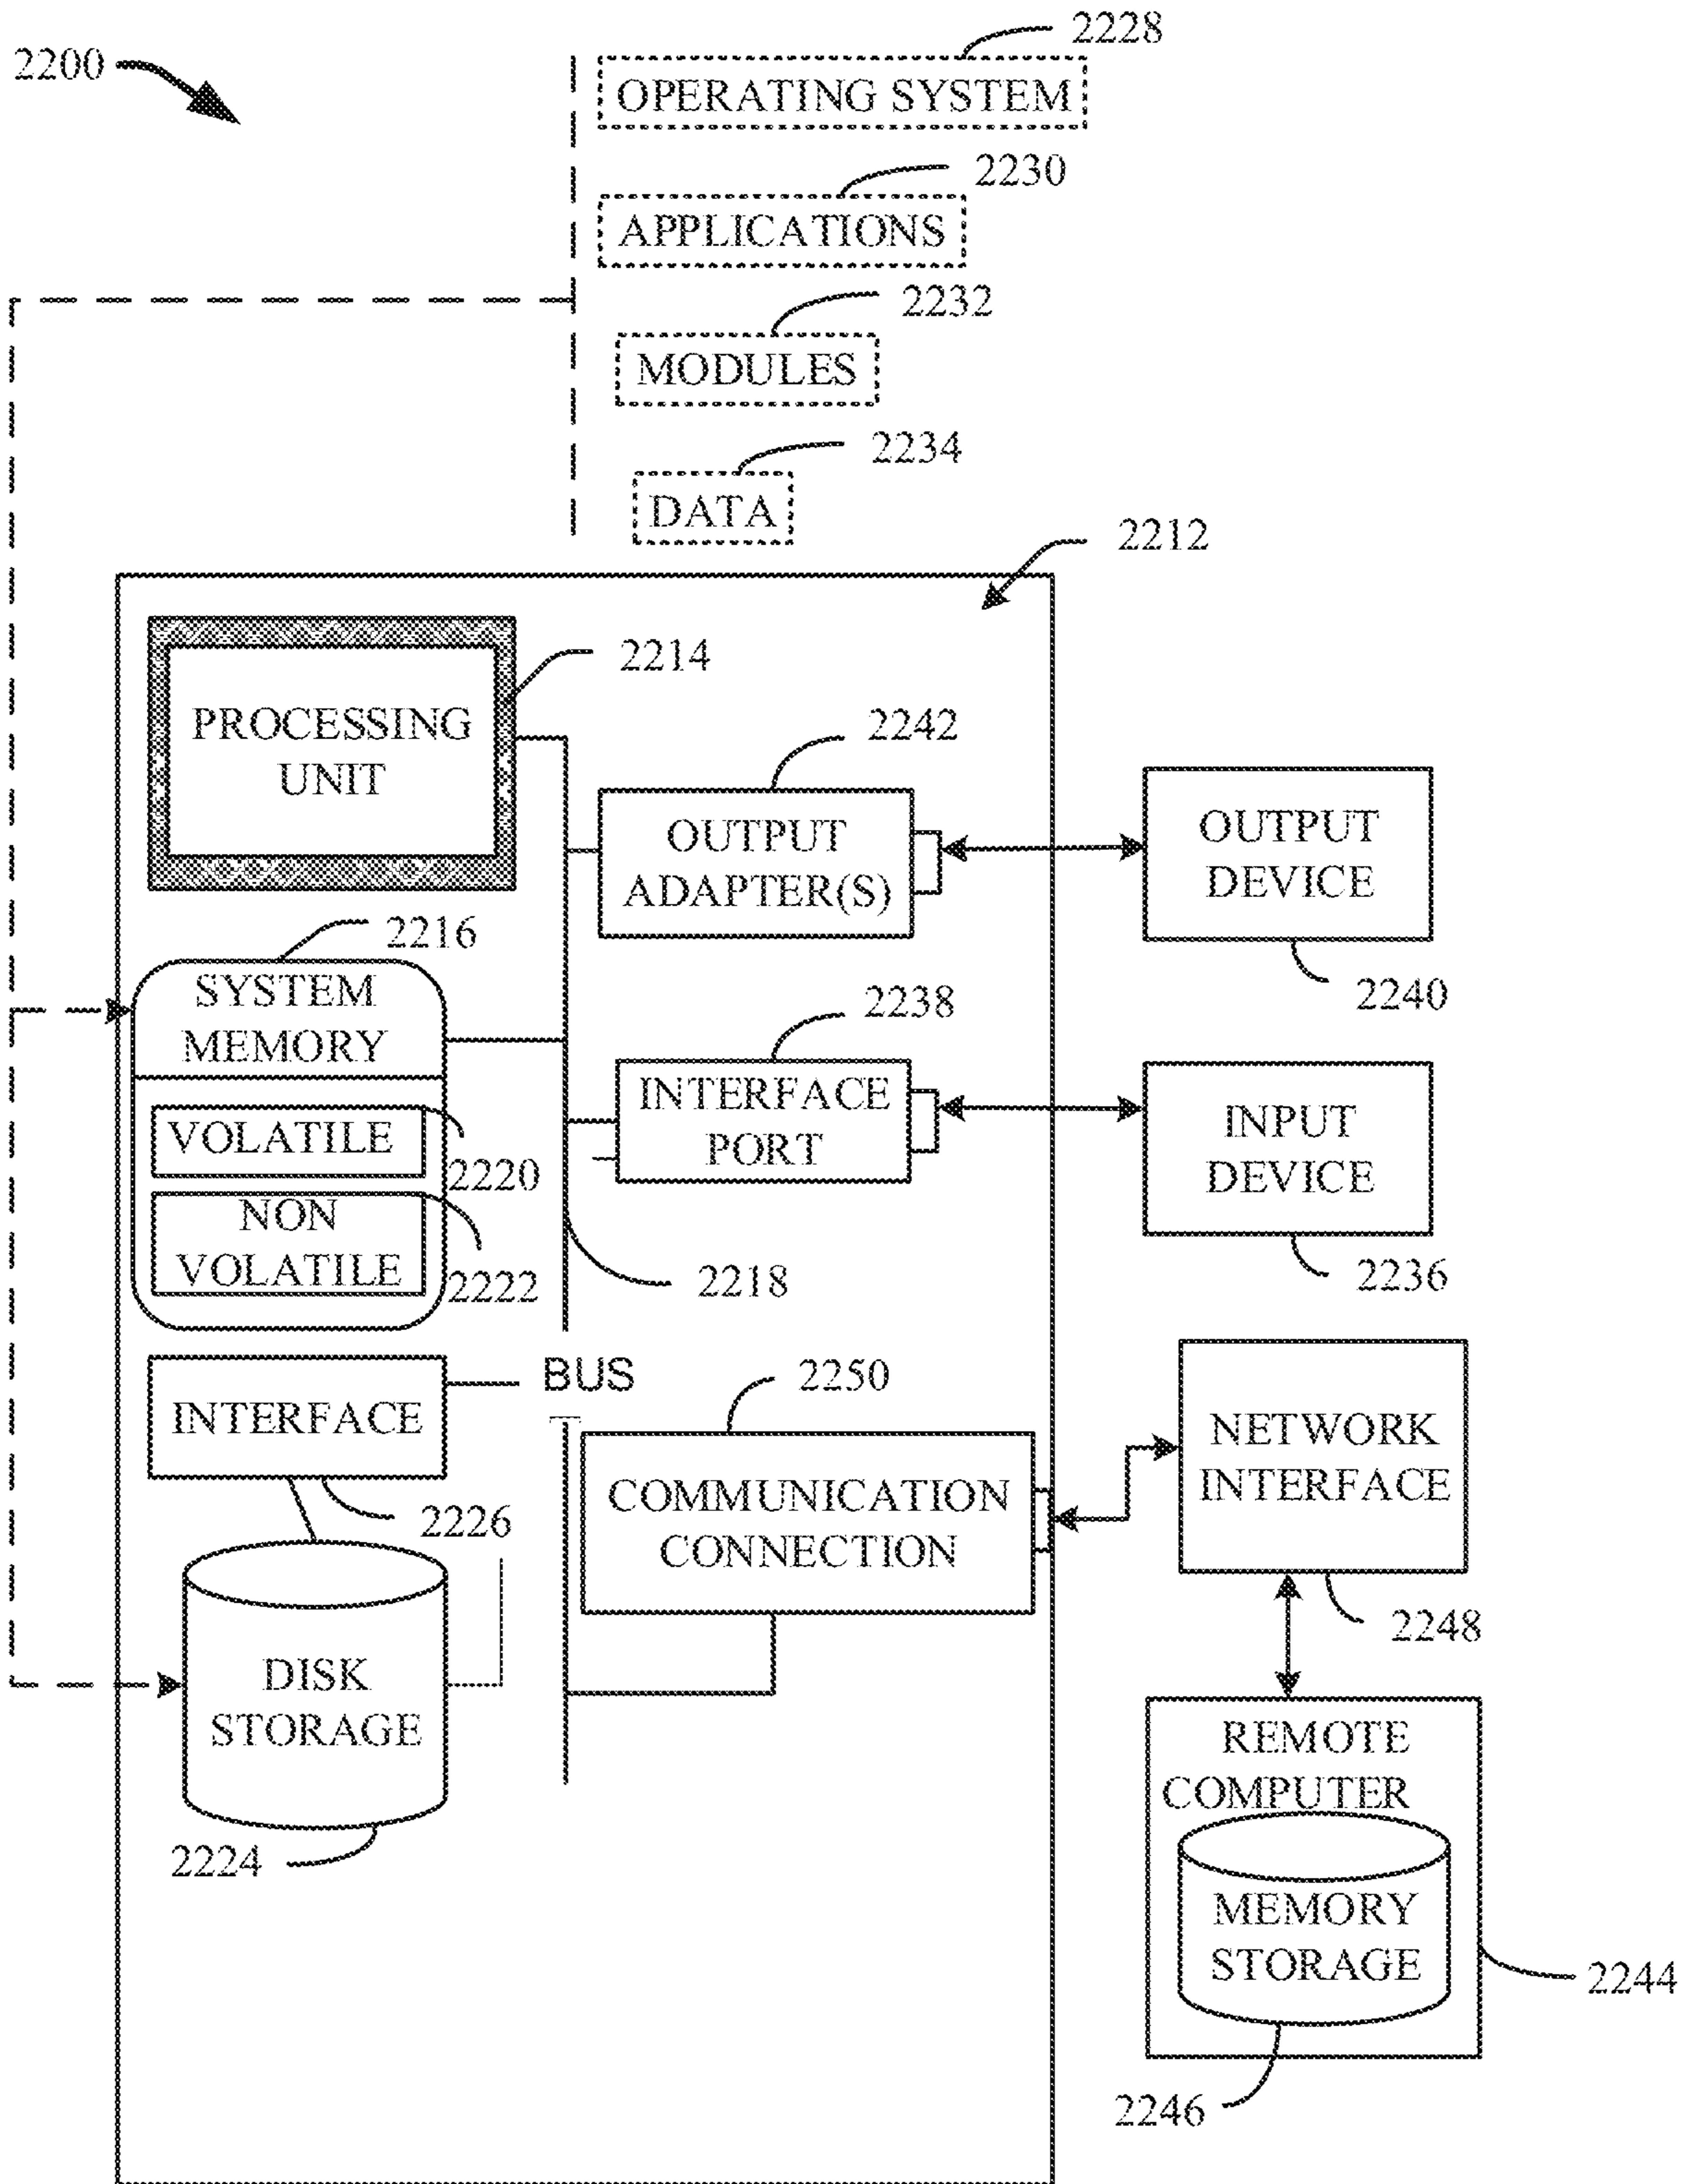 2228
2200
OPERATING SYSTEM
2230
APPLICATIONS
2232
MODULES
2234
DATA
2212
2214
PROCESSING
UNIT
2242
OUTPUT
ADAPTER(S)
OUTPUT
DEVICE
2216
2240
SYSTEM
MEMORY
2238
INTERFACE
PORT
INPUT
DEVICE
VOLATILE
2220
NON
VOLATILE
2222
2218
2236
BUS
2250
INTERFACE
NETWORK
INTERFACE
COMMUNICATION
CONNECTION
2226
2248
DISK
STORAGE
REMOTE
COMPUTER
2224
MEMORY
STORAGE
2244
2246